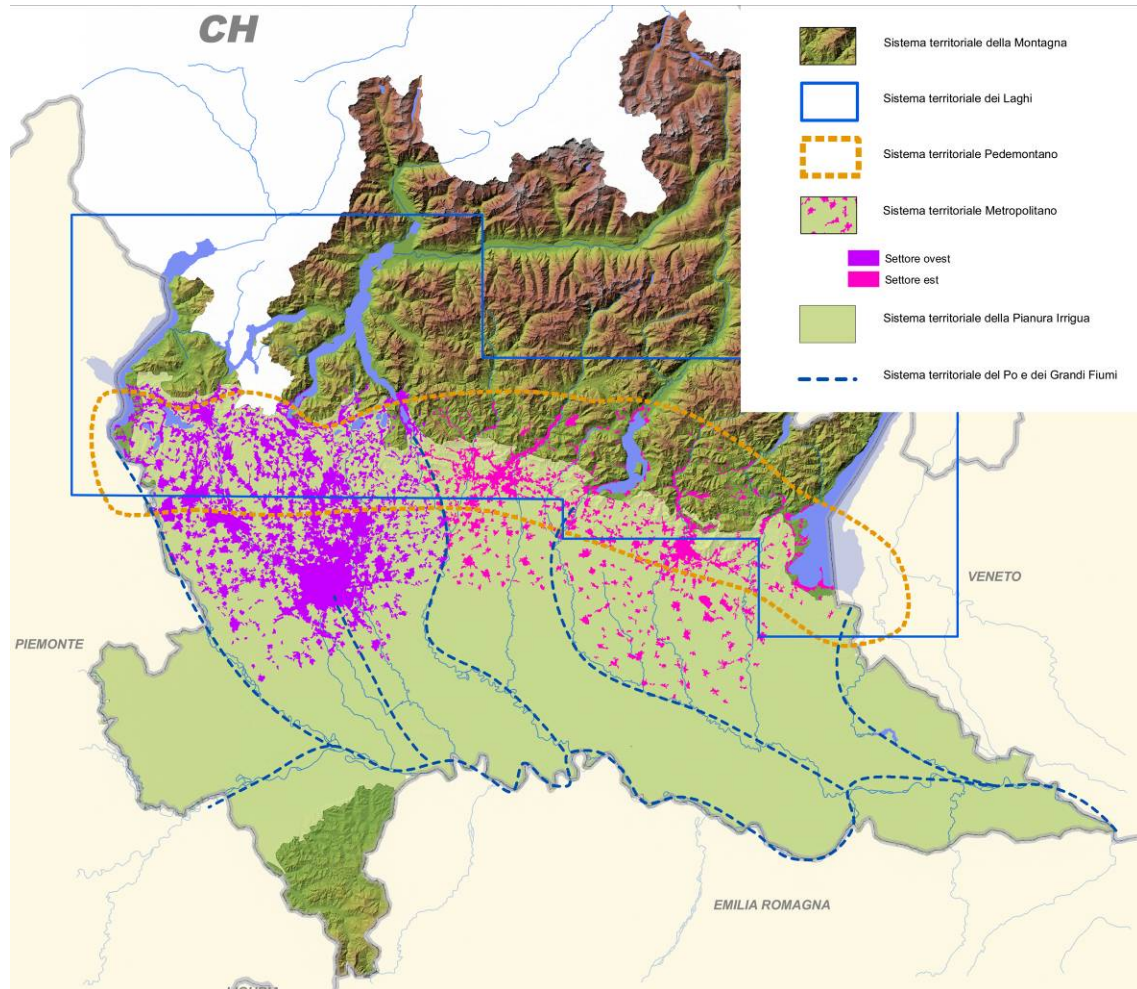 CH
Sistema territoriale della Montagna
Sistema territoriale dei Laghi
Sistema territoriale Pedemontano
Sistema territoriale Metropolitano
Settore ovest
Settore est
Sistema territoriale della Pianura Irrigua
Sistema territoriale del Po e dei Grandi Fiumi
VENETO
PIEMONTE
EMILIA ROMAGNA